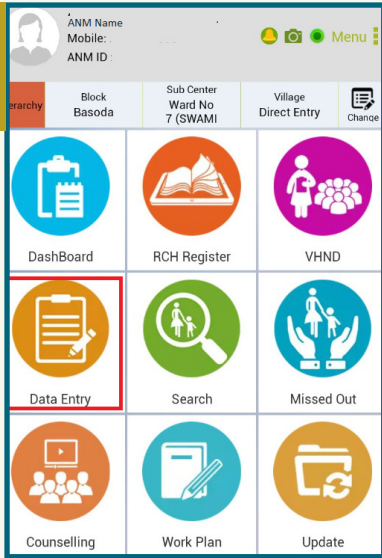 ANM Name
Mobile:
ANM ID :
Menu
erarchy
Block
Basoda
Sub Center
Ward No
7 (SWAMI
Village
Direct Entry
Change
DashBoard
RCH Register
VHND
Data Entry
Search
Missed Out
Counselling
Work Plan
Update